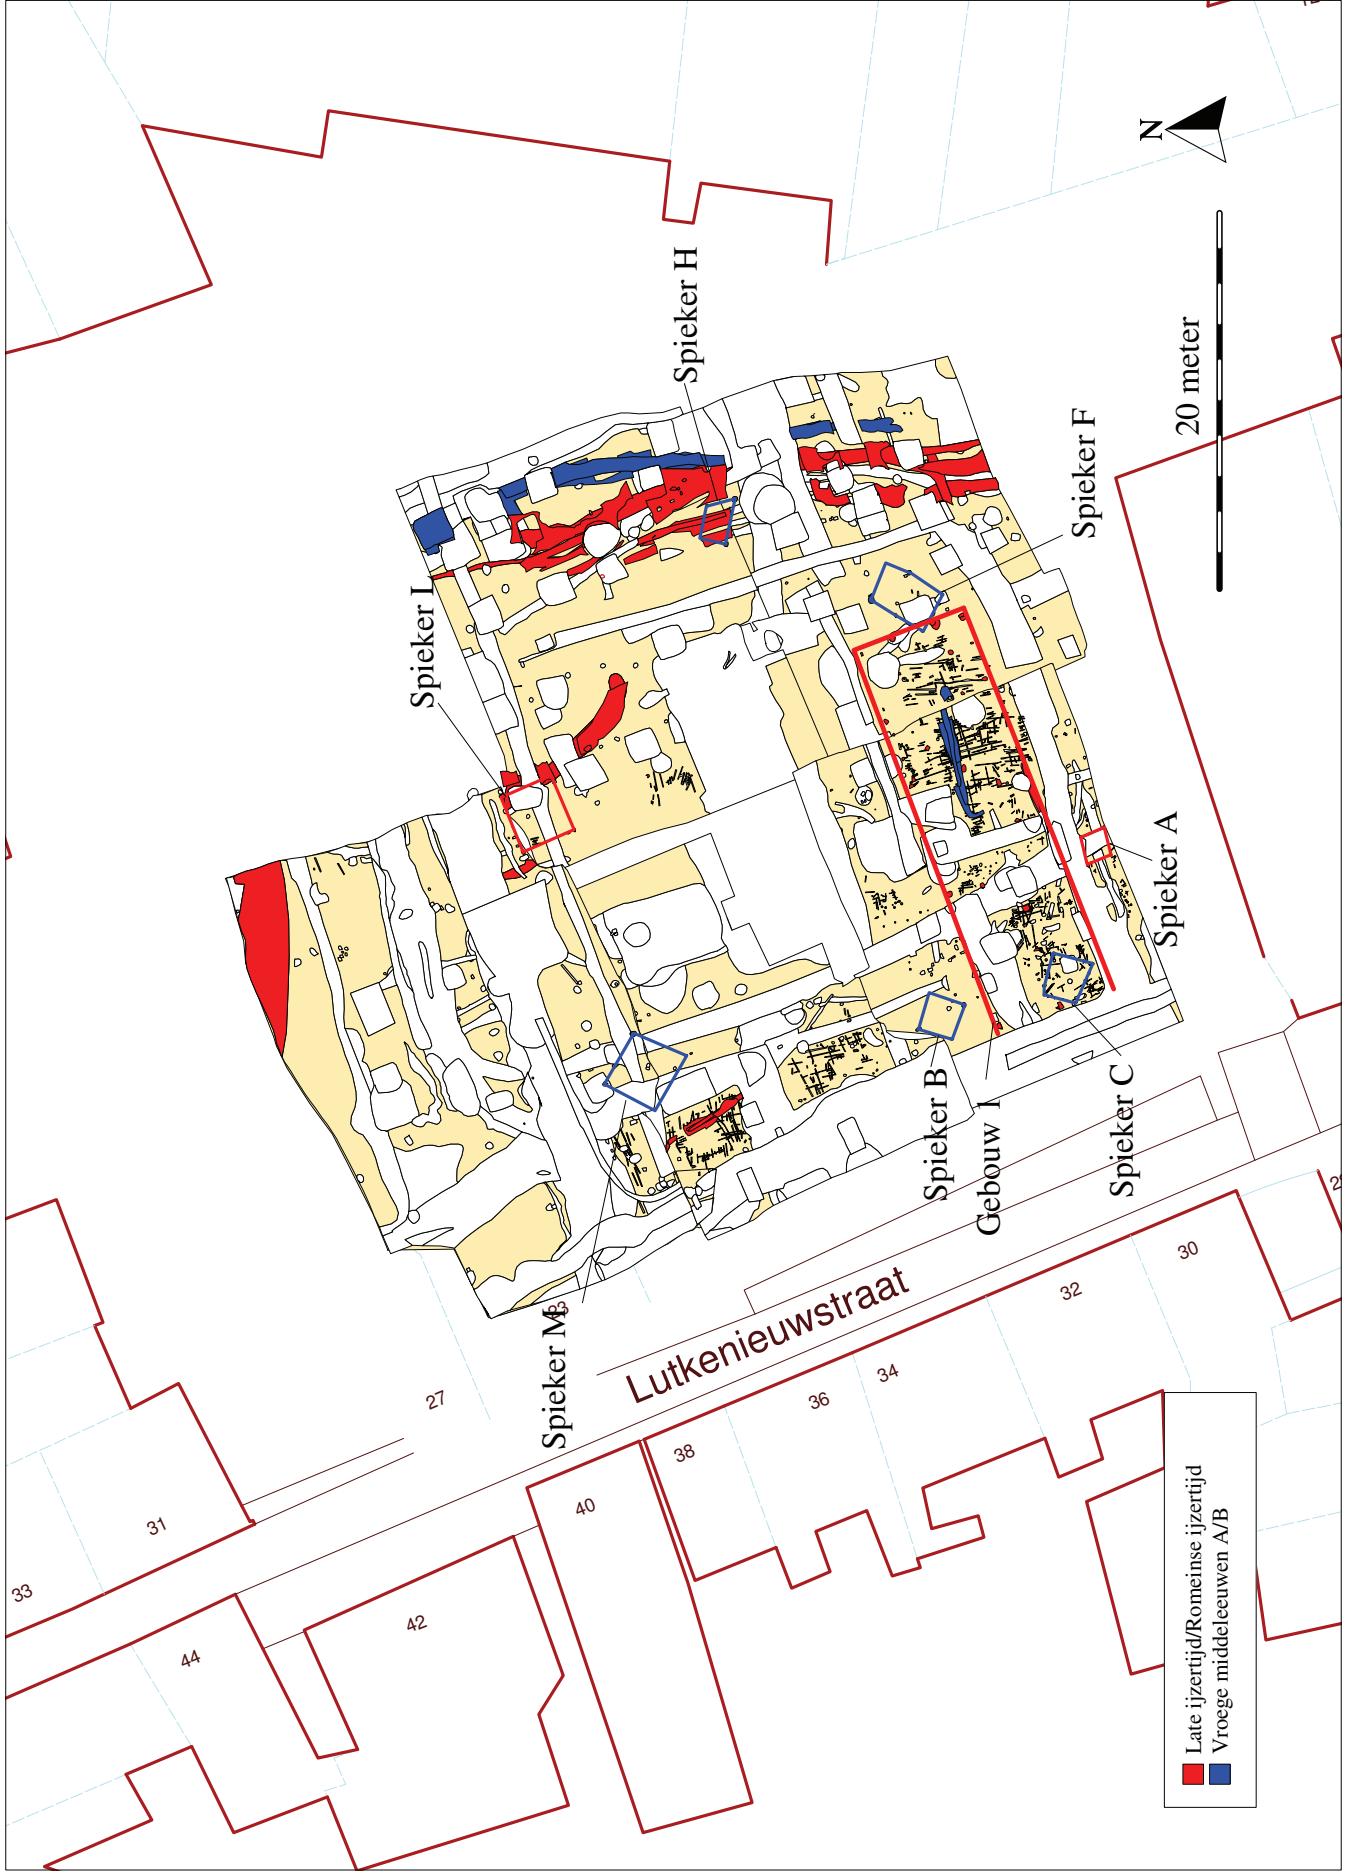 Spieker L
Spieker H
N
20 meter
Spieker F
Spieker A
Spieker B
Gebouw I
Spieker C
Spieker M
Lutkenieuwstraat
33
31
27
44
42
40
38
36
34
32
30
Late ijzertijd/Romeinse ijzertijd
Vroege middeleeuwen A/B